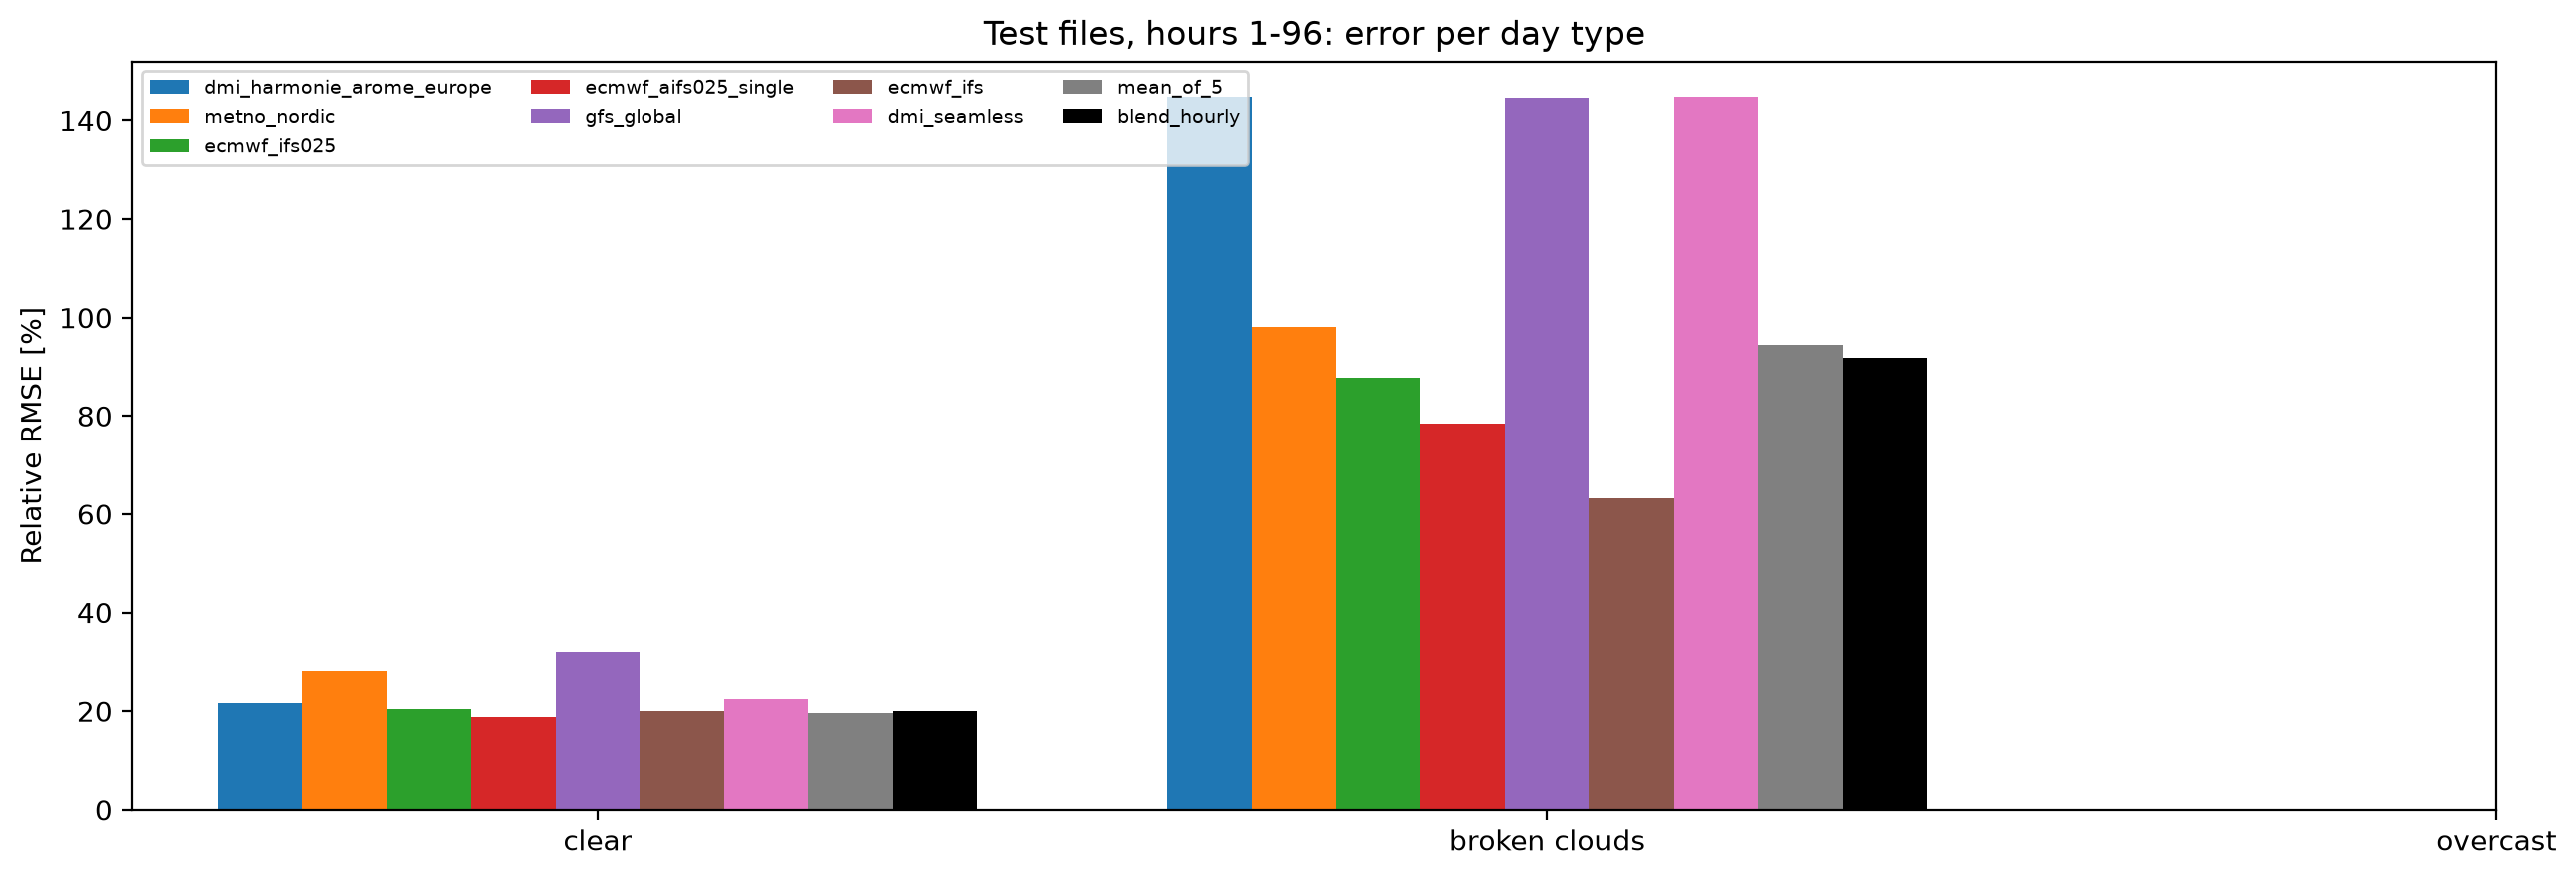 Test files, hours 1-96: error per day type
dmi_harmonie_arome_europe
metno_nordic
ecmwf_ifs025
ecmwf_aifs025_single
gfs_global
ecmwf_ifs
dmi_seamless
mean_of_5
blend_hourly
Relative RMSE [%]
140
120
100
80
60
40
20
0
clear
broken clouds
overcast